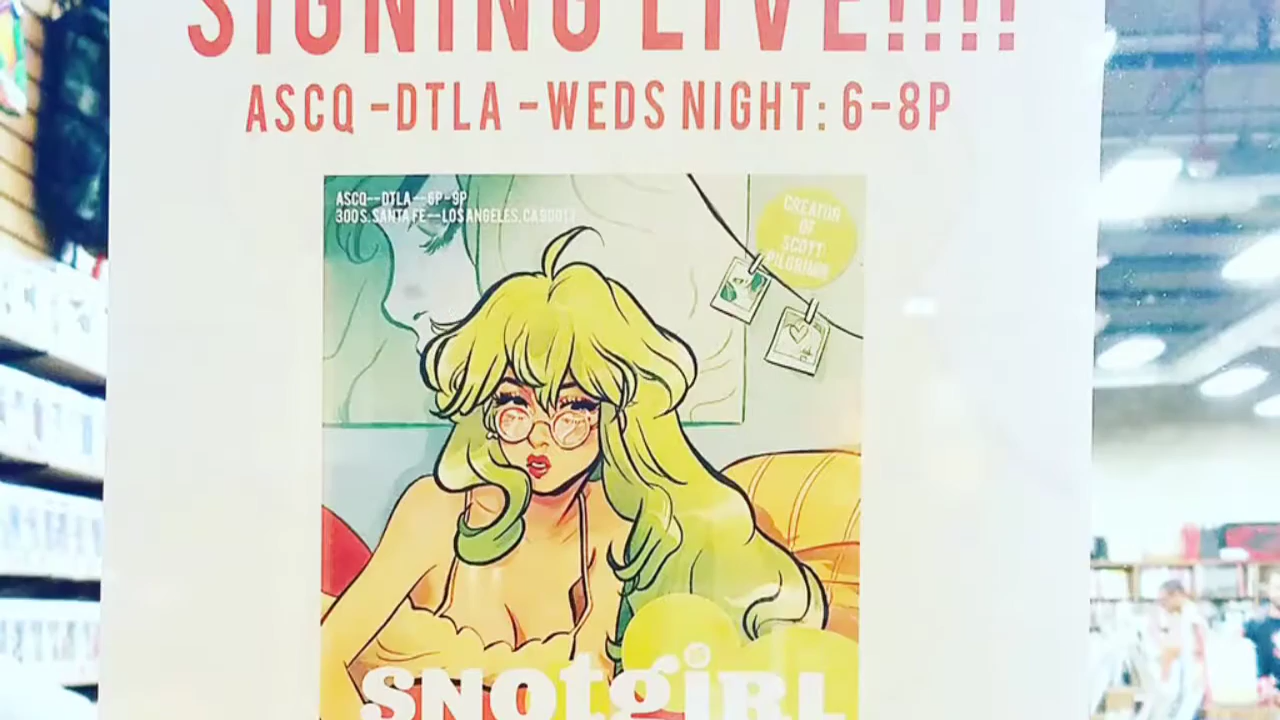 SIGNING LIVE!!!!
ASCQ -DTLA -WEDS NIGHT: 6-8P
ASCQ--DTLA--6P-9P
300 S. SANTA FE--LOS ANGELES, CA 90013
CREATOR
OF
SCOTT
PILGRIM
SNOTgIRL